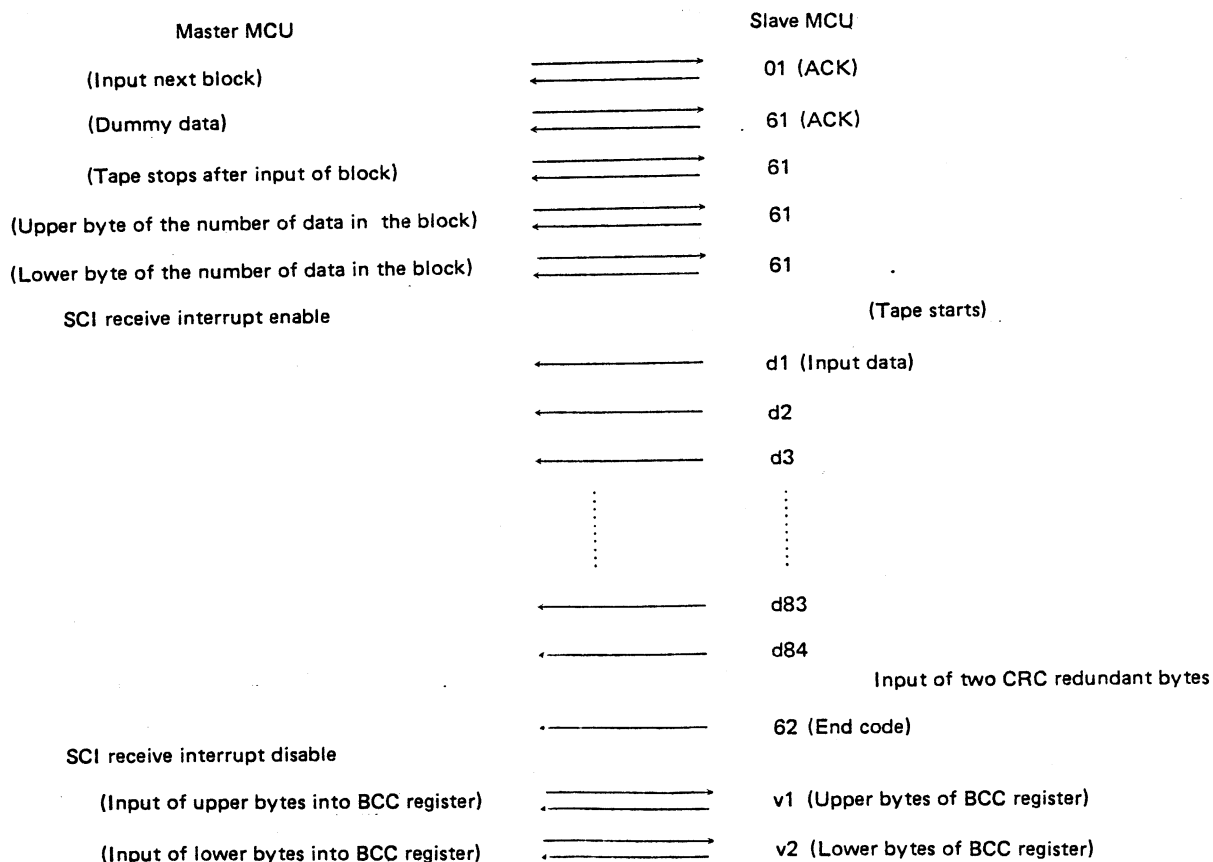 Master MCU Slave MCU
(Input next block) 01 (ACK)
(Dummy data) 61 (ACK)
(Tape stops after input of block) 61
(Upper byte of the number of data in the block) 61
(Lower byte of the number of data in the block) 61
SCI receive interrupt enable (Tape starts)
d1 (Input data)
d2
d3
d83
d84
Input of two CRC redundant bytes
62 (End code)
SCI receive interrupt disable
(Input of upper bytes into BCC register) v1 (Upper bytes of BCC register)
(Input of lower bytes into BCC register) v2 (Lower bytes of BCC register)